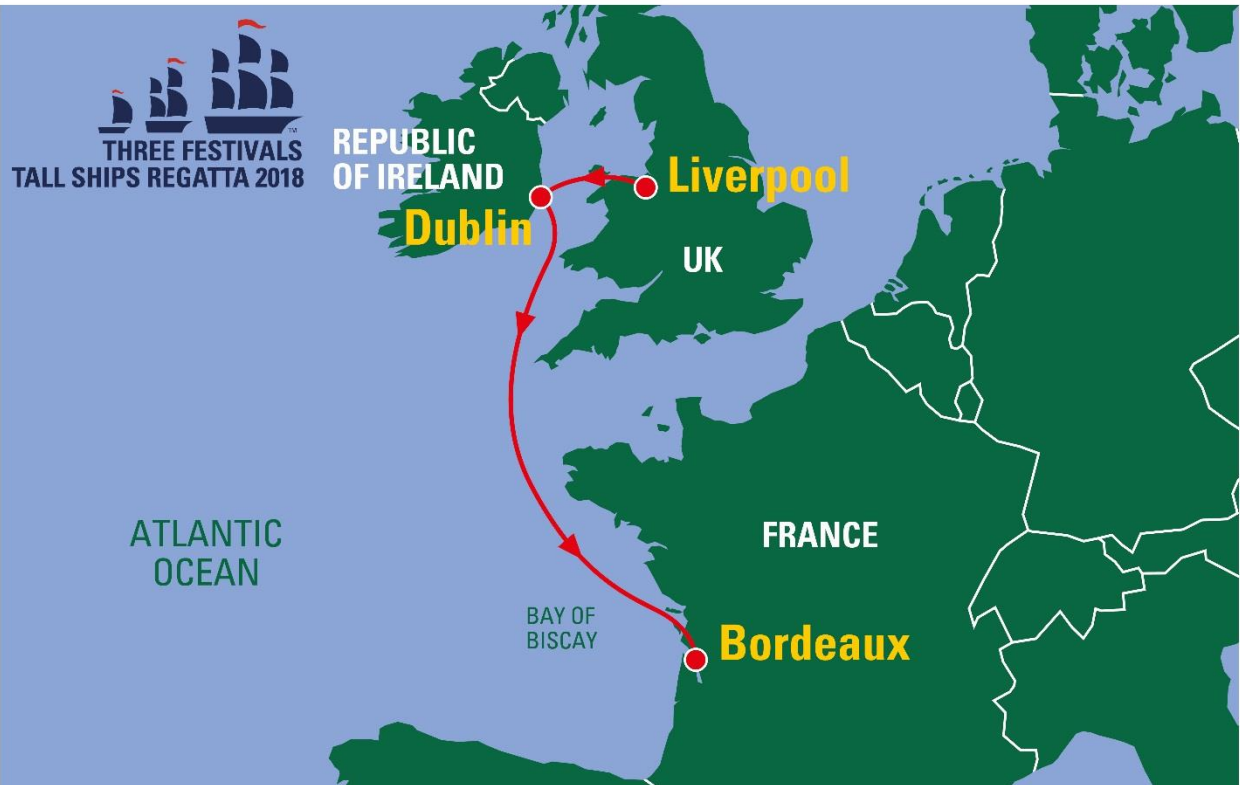 THREE FESTIVALS
TALL SHIPS REGATTA 2018
TM
REPUBLIC
OF IRELAND
Liverpool
Dublin
UK
ATLANTIC
OCEAN
FRANCE
BAY OF
BISCAY
Bordeaux